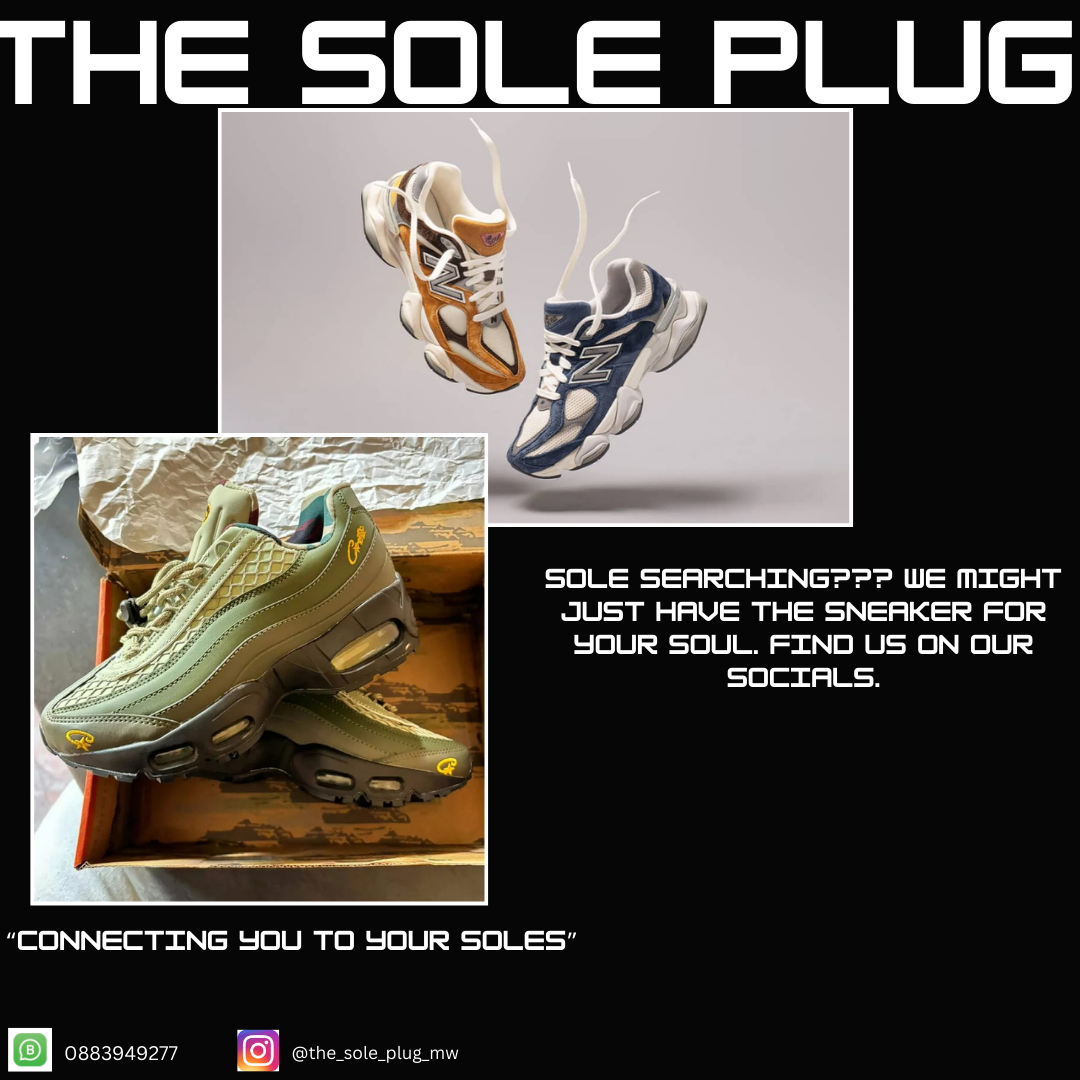 THE SOLE PLUG
N
N
SOLE SEARCHING??? WE MIGHT
JUST HAVE THE SNEAKER FOR
YOUR SOUL. FIND US ON OUR
SOCIALS.
“CONNECTING YOU TO YOUR SOLES”
B
0883949277
@the_sole_plug_mw